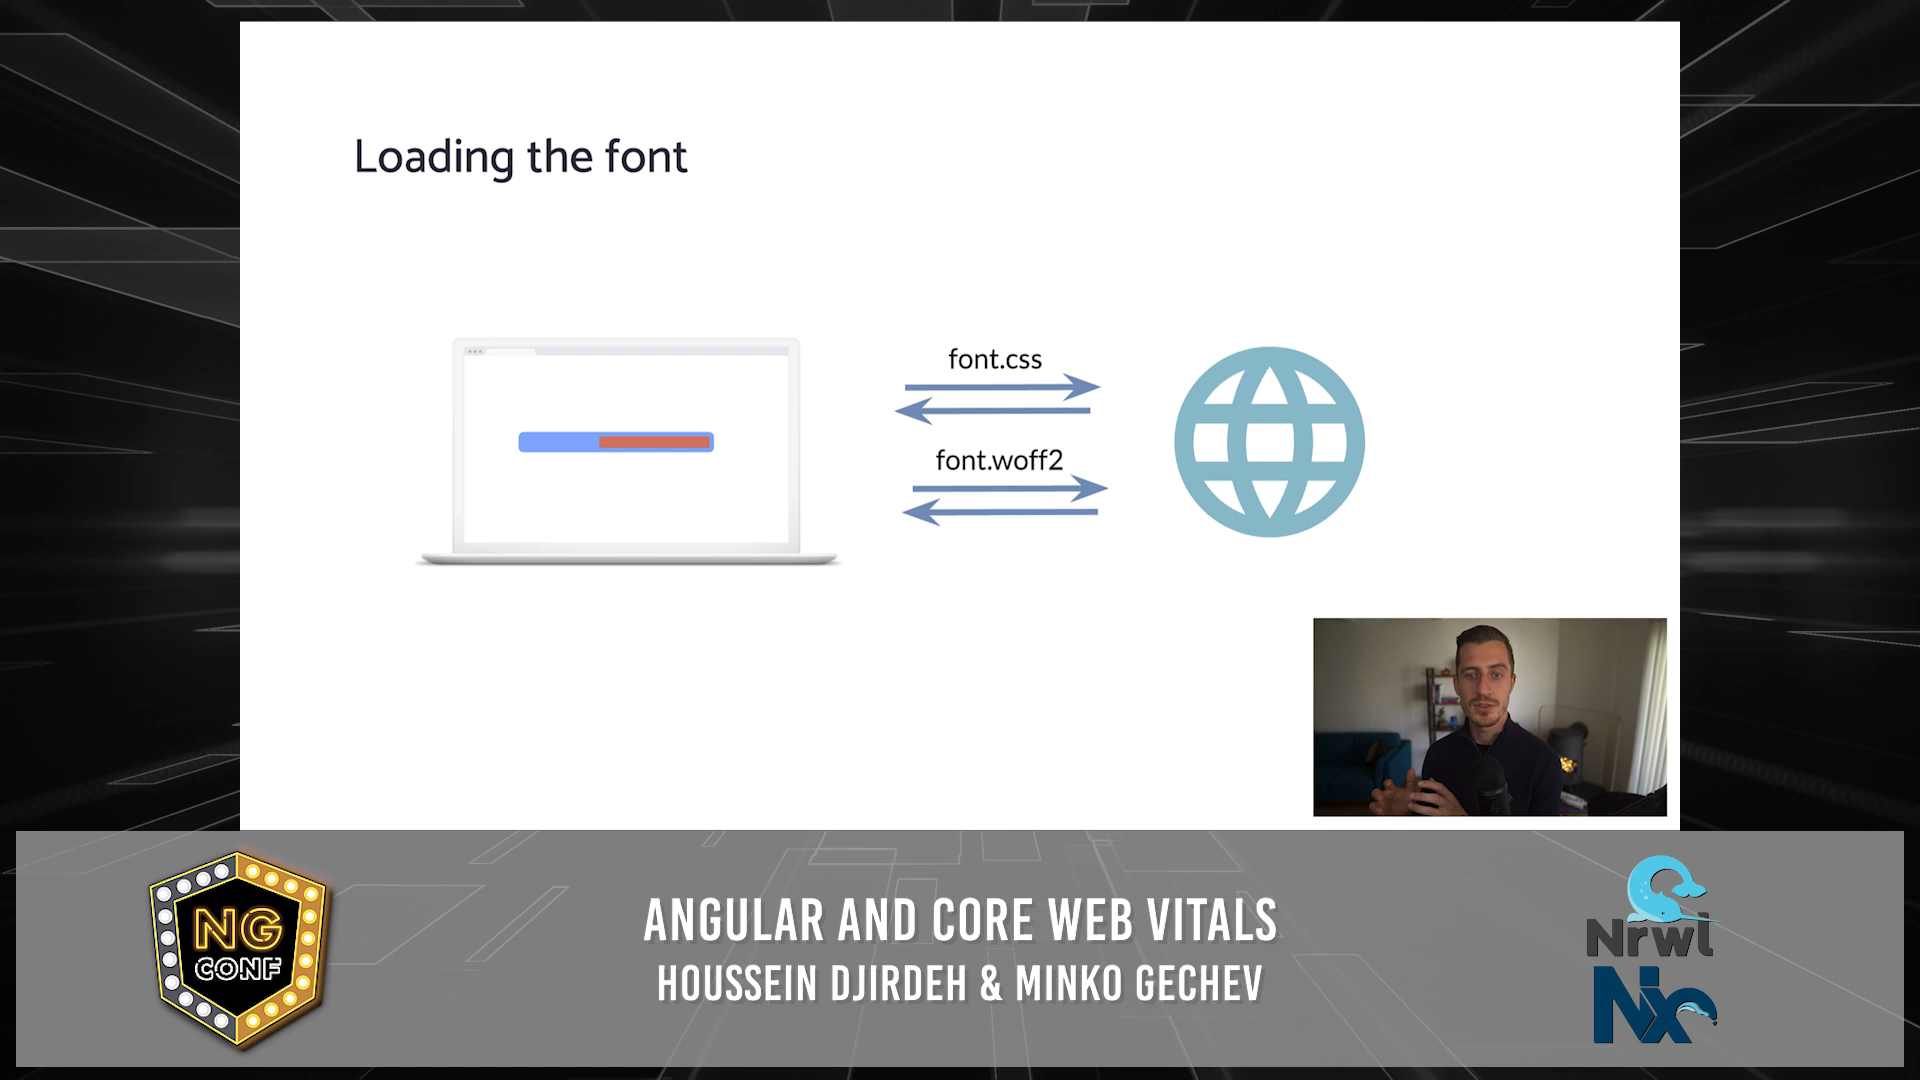 Loading the font
font.css
font.woff2
NG
CONF
ANGULAR AND CORE WEB VITALS
HOUSSEIN DJIRDEH & MINKO GECHEV
Nrwl
Nx